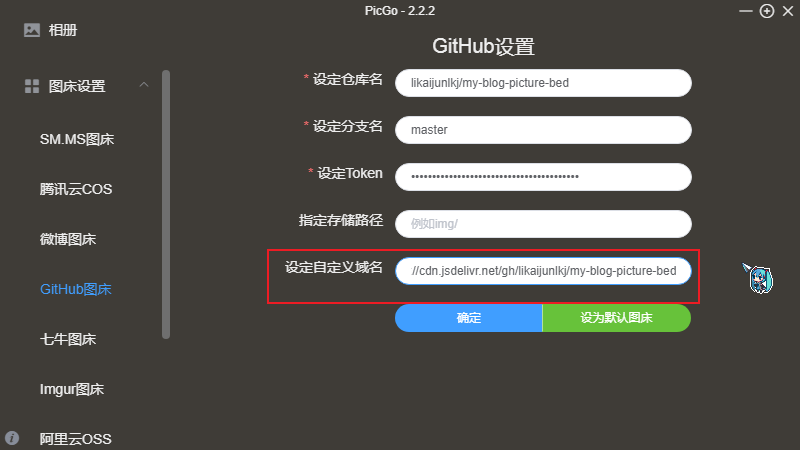 PicGo - 2.2.2
相册
图床设置
SM.MS图床
腾讯云COS
微博图床
GitHub图床
七牛图床
Imgur图床
阿里云OSS
GitHub设置
* 设定仓库名
likaijunlkj/my-blog-picture-bed
* 设定分支名
master
* 设定Token
••••••••••••••••••••••••••••••••••••••••
指定存储路径
例如img/
设定自定义域名
//cdn.jsdelivr.net/gh/likaijunlkj/my-blog-picture-bed
确定
设为默认图床